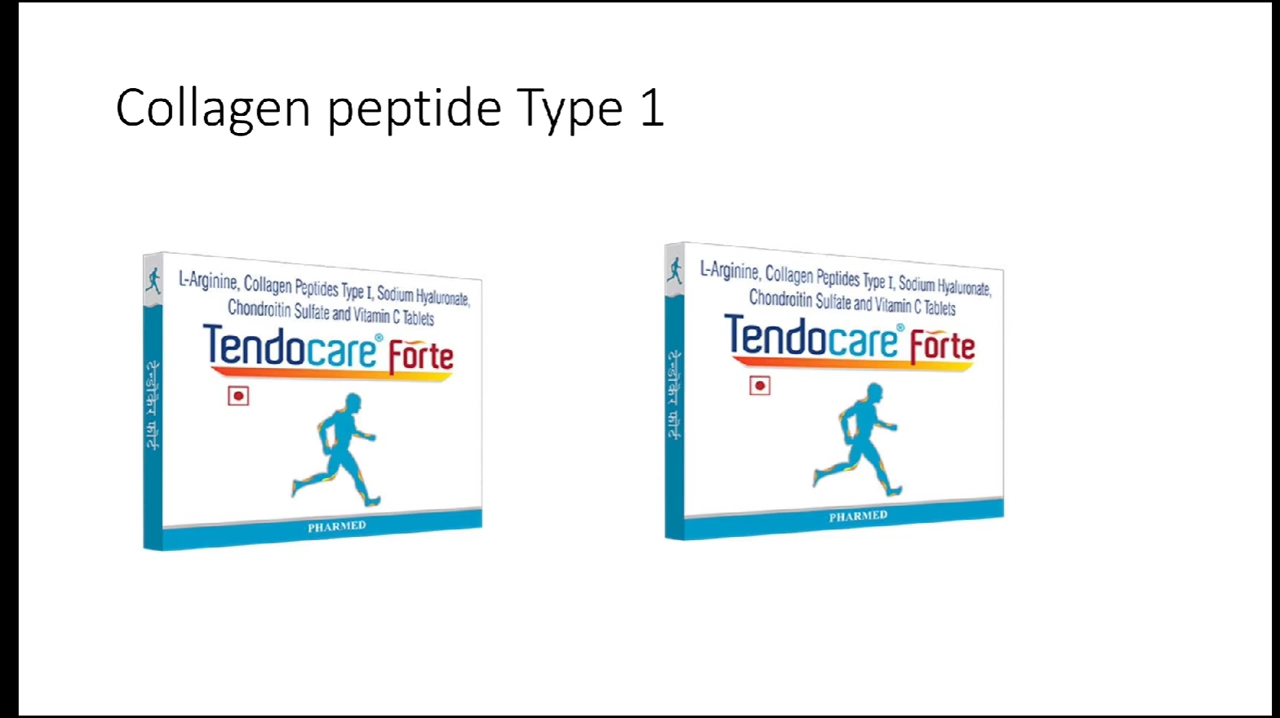 Collagen peptide Type 1
L-Arginine, Collagen Peptides Type I, Sodium Hyaluronate,
Chondroitin Sulfate and Vitamin C Tablets
Tendocare® Forte
टेन्डोकेर फोर्ट
PHARMED
L-Arginine, Collagen Peptides Type I, Sodium Hyaluronate,
Chondroitin Sulfate and Vitamin C Tablets
Tendocare® Forte
टेन्डोकेर फोर्ट
PHARMED